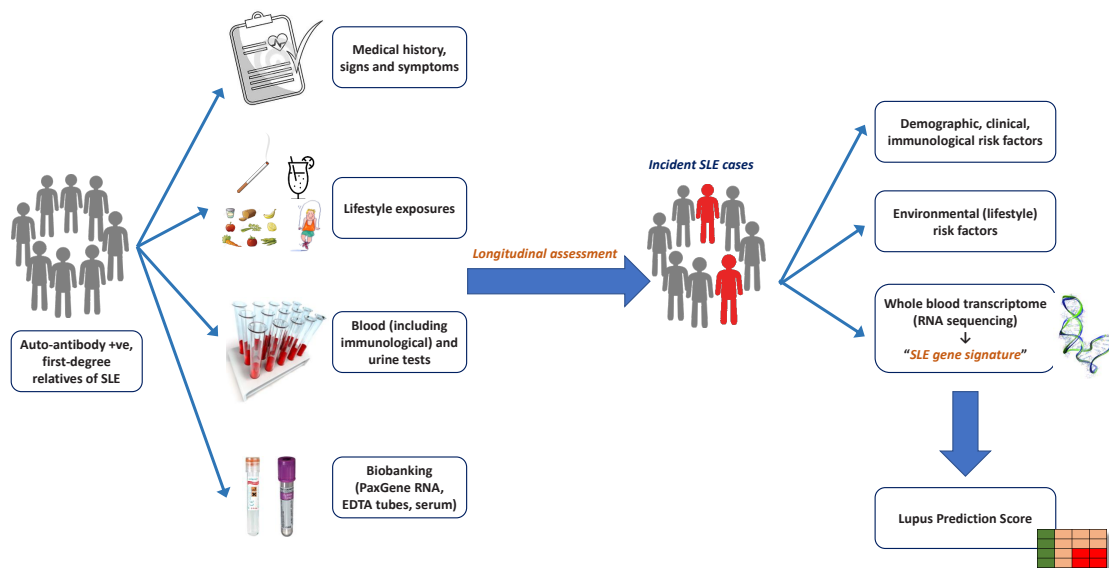 Medical history,
signs and symptoms
Lifestyle exposures
Auto-antibody +ve,
first-degree
relatives of SLE
Blood (including
immunological) and
urine tests
Biobanking
(PaxGene RNA,
EDTA tubes, serum)
Longitudinal assessment
Incident SLE cases
Demographic, clinical,
immunological risk factors
Environmental (lifestyle)
risk factors
Whole blood transcriptome
(RNA sequencing)
↓
“SLE gene signature”
Lupus Prediction Score